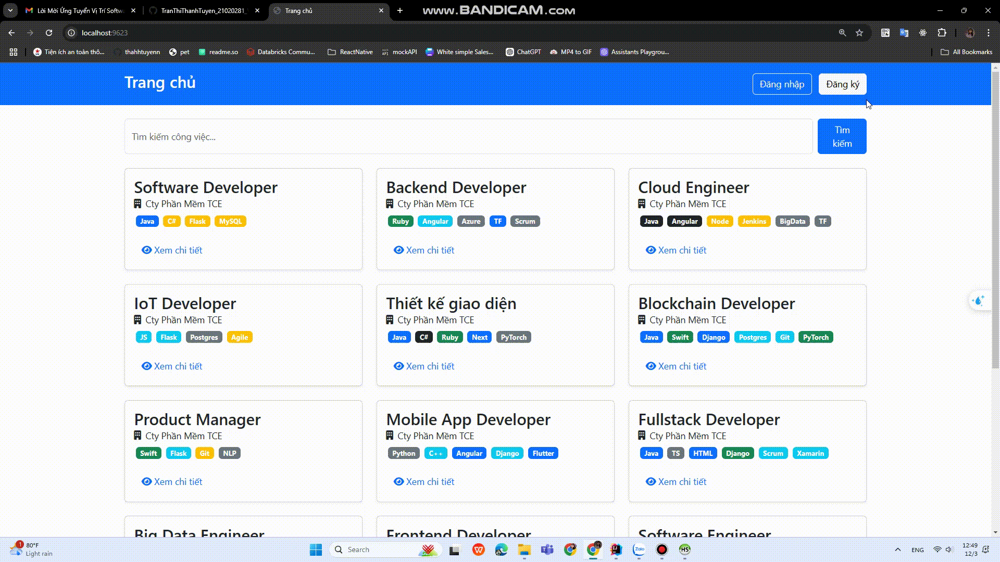 Lời Mời Ứng Tuyển Vị Trí Softwa
TranThiThanhTuyen_21020281_
Trang chủ
www.BANDICAM.com
localhost:9623
Tiện ích an toàn thô...
thahhtuyenn
pet
readme.so
Databricks Commu...
ReactNative
mockAPI
White simple Sales...
ChatGPT
MP4 to GIF
Assistants Playgrou...
All Bookmarks
Trang chủ
Đăng nhập
Đăng ký
Tìm kiếm công việc...
Tìm
kiếm
Software Developer
Cty Phần Mềm TCE
Java C# Flask MySQL
Xem chi tiết
Backend Developer
Cty Phần Mềm TCE
Ruby Angular Azure TF Scrum
Xem chi tiết
Cloud Engineer
Cty Phần Mềm TCE
Java Angular Node Jenkins BigData TF
Xem chi tiết
IoT Developer
Cty Phần Mềm TCE
JS Flask Postgres Agile
Xem chi tiết
Thiết kế giao diện
Cty Phần Mềm TCE
Java C# Ruby Next PyTorch
Xem chi tiết
Blockchain Developer
Cty Phần Mềm TCE
Java Swift Django Postgres Git PyTorch
Xem chi tiết
Product Manager
Cty Phần Mềm TCE
Swift Flask Git NLP
Xem chi tiết
Mobile App Developer
Cty Phần Mềm TCE
Python C++ Angular Django Flutter
Xem chi tiết
Fullstack Developer
Cty Phần Mềm TCE
Java TS HTML Django Scrum Xamarin
Xem chi tiết
Big Data Engineer
Frontend Developer
Software Engineer
1
80°F
Light rain
Search
Zalo
HS
ENG
12:49
12/3